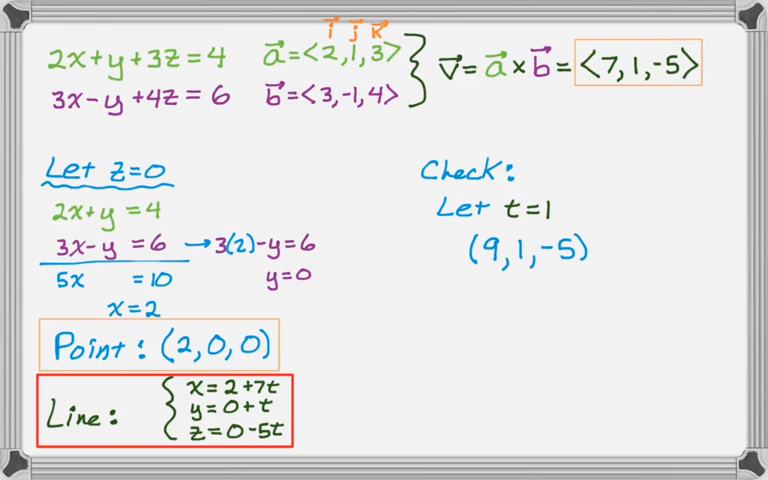 i⃗ j⃗ k⃗
2x+y+3z=4 a⃗=<2,1,3>
3x-y+4z=6 b⃗=<3,-1,4>
v⃗=a⃗×b⃗=<7,1,-5>
Let z=0
2x+y=4
3x-y=6 →3(2)-y=6
5x =10 y=0
x=2
Point: (2,0,0)
Line: { x=2+7t
y=0+t
z=0-5t
Check:
Let t=1
(9,1,-5)